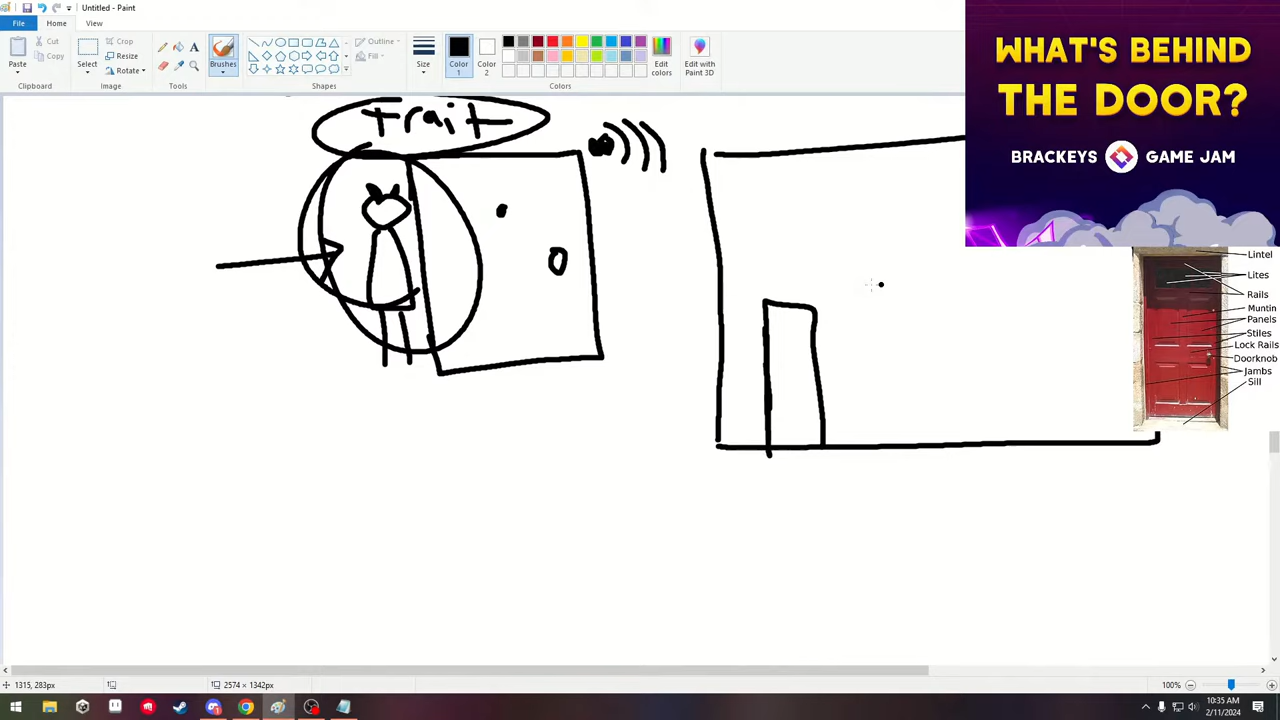 Untitled - Paint
File
Home
View
Paste
Cut
Copy
Clipboard
Select
Crop
Resize
Rotate
Image
Tools
Brushes
Outline
Fill
Shapes
Size
Color 1
Color 2
Edit colors
Edit with Paint 3D
Colors
WHAT'S BEHIND
THE DOOR?
BRACKEYS GAME JAM
Trait
Lintel
Lites
Rails
Muntin
Panels
Stiles
Lock Rails
Doorknob
Jambs
Sill
1315, 283px
2574 × 1342px
100%
10:35 AM
2/11/2024